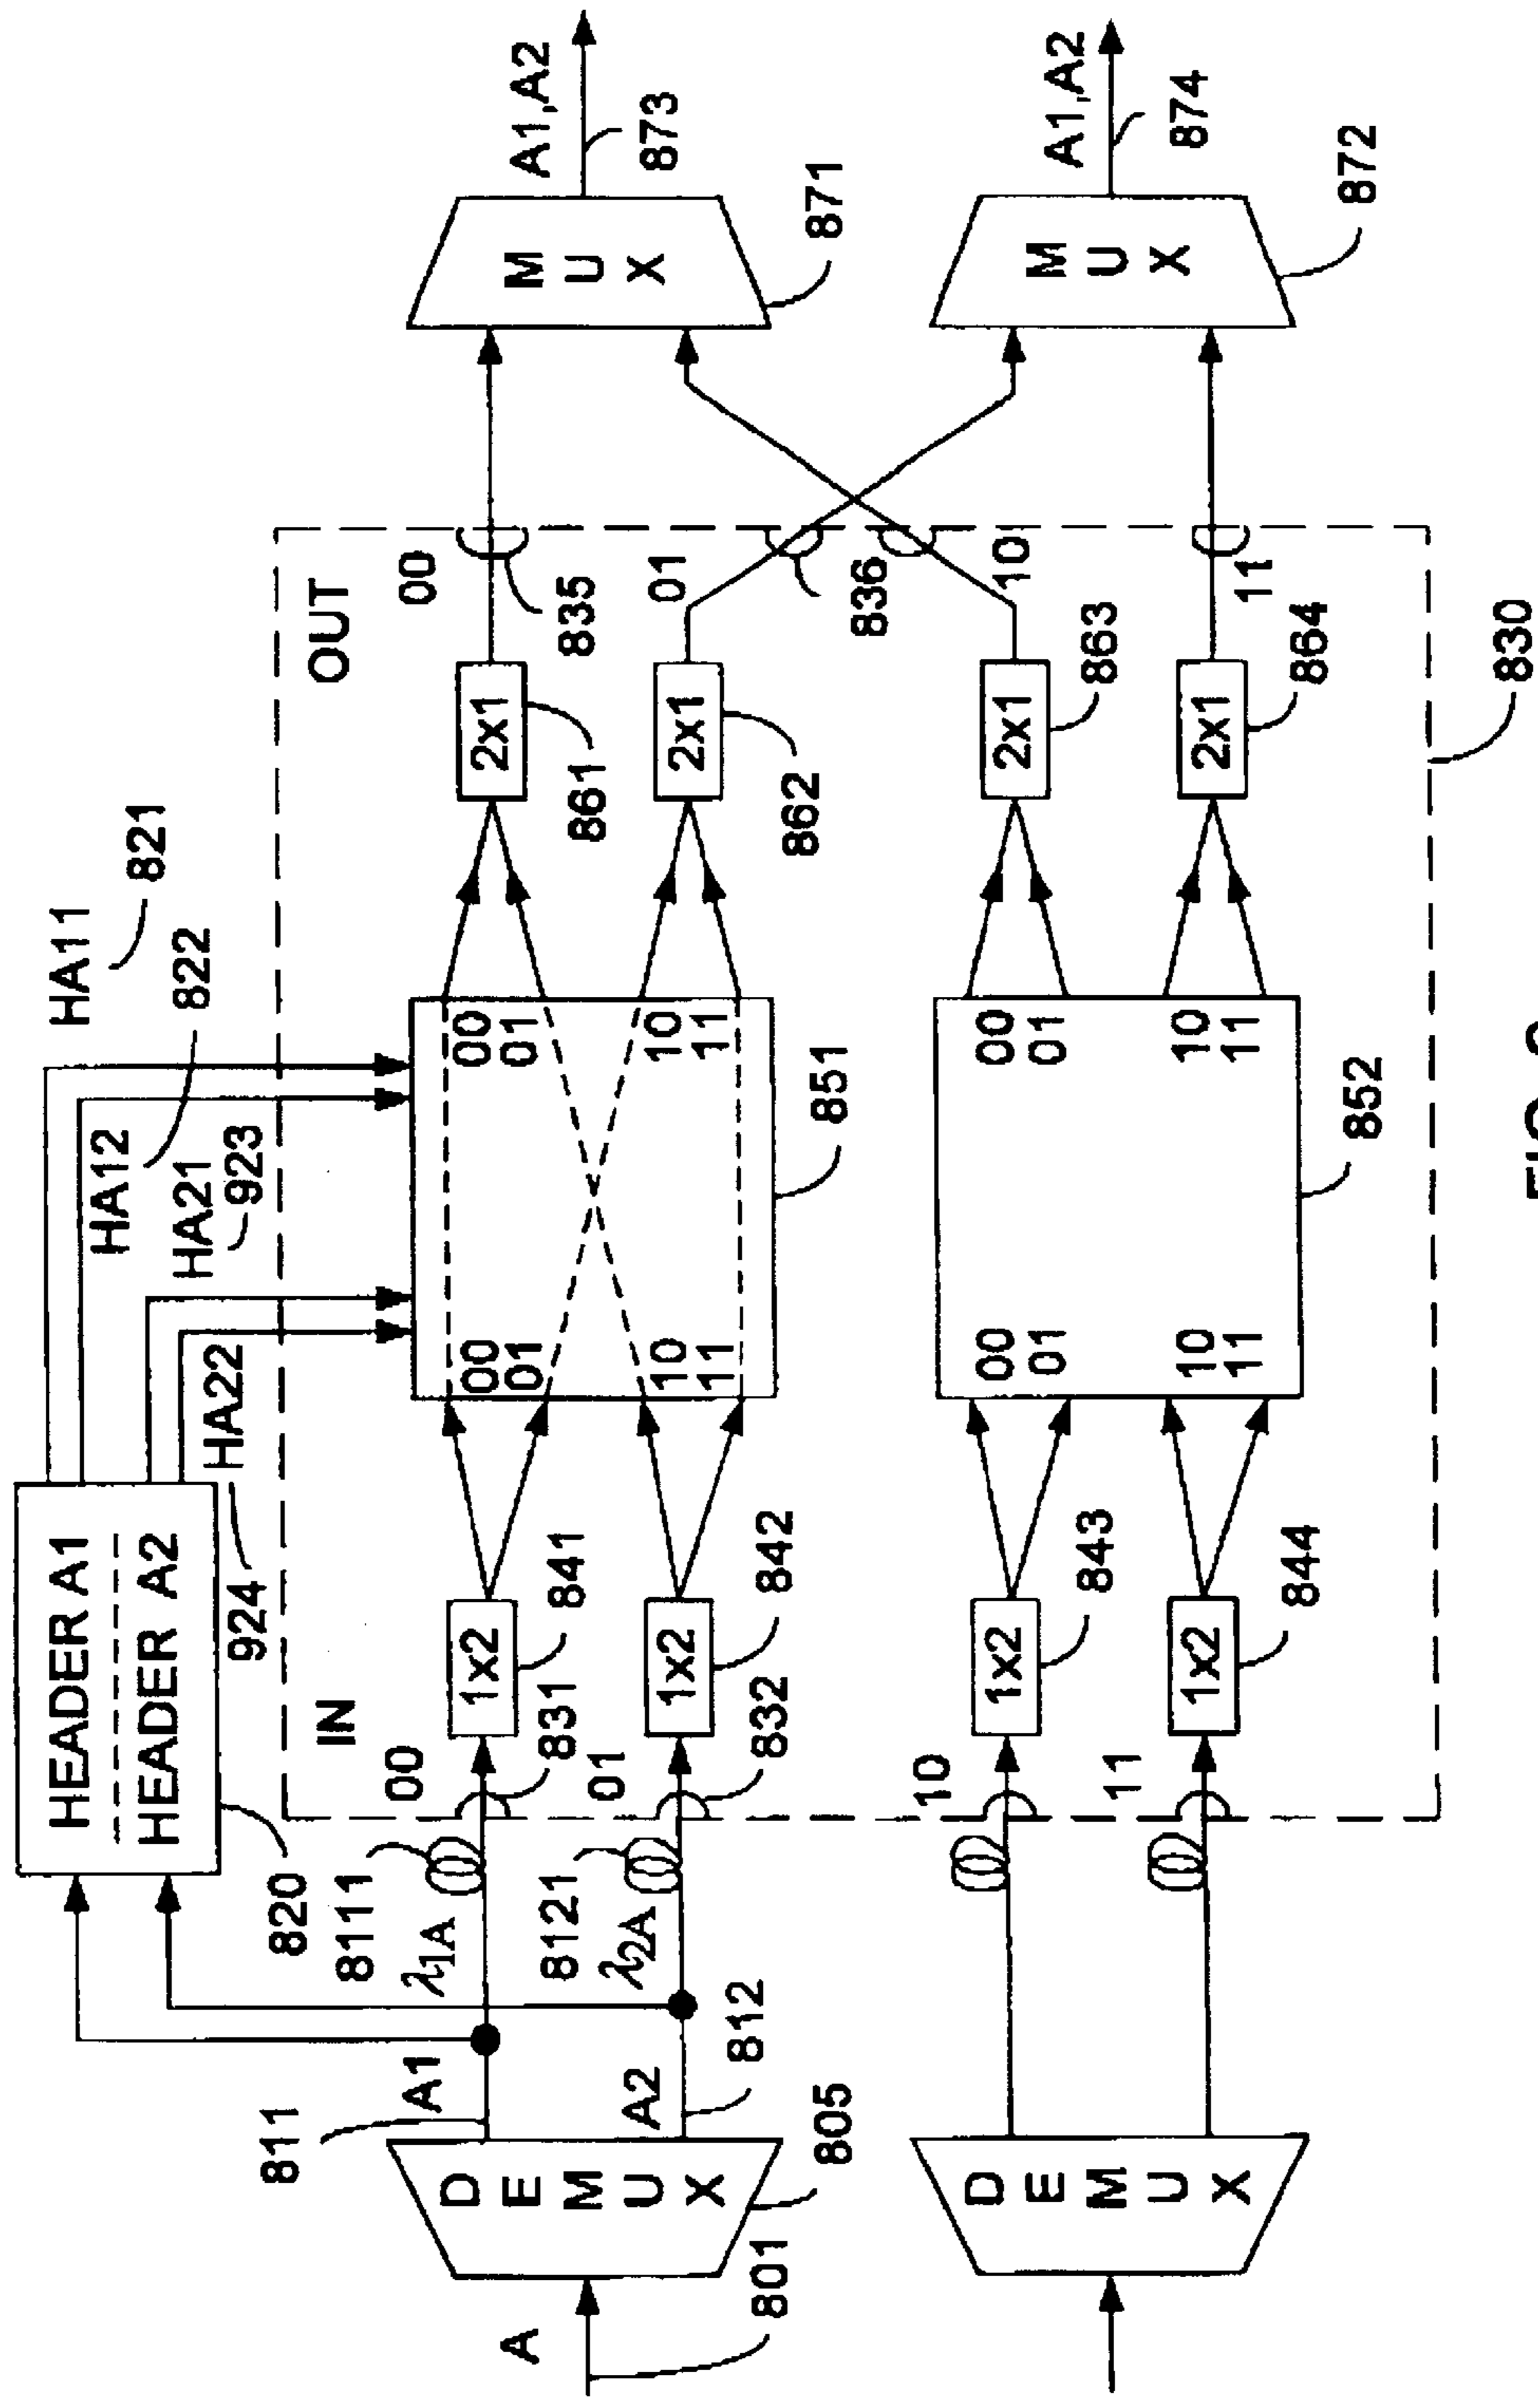 HEADER A1
HEADER A2
820
HA11
821
HA12
822
HA21
923
HA22
924
IN
OUT
A
801
DEMUX
805
811
A1
A2
812
8111
λ1A
8121
λ2A
00
831
01
832
10
11
1x2
841
1x2
842
1x2
843
1x2
844
00
01
10
11
00
01
10
11
851
00
01
10
11
00
01
10
11
852
2x1
861
2x1
862
2x1
863
2x1
864
00
835
01
836
10
11
830
MUX
871
A1,A2
873
MUX
872
A1,A2
874
DEMUX